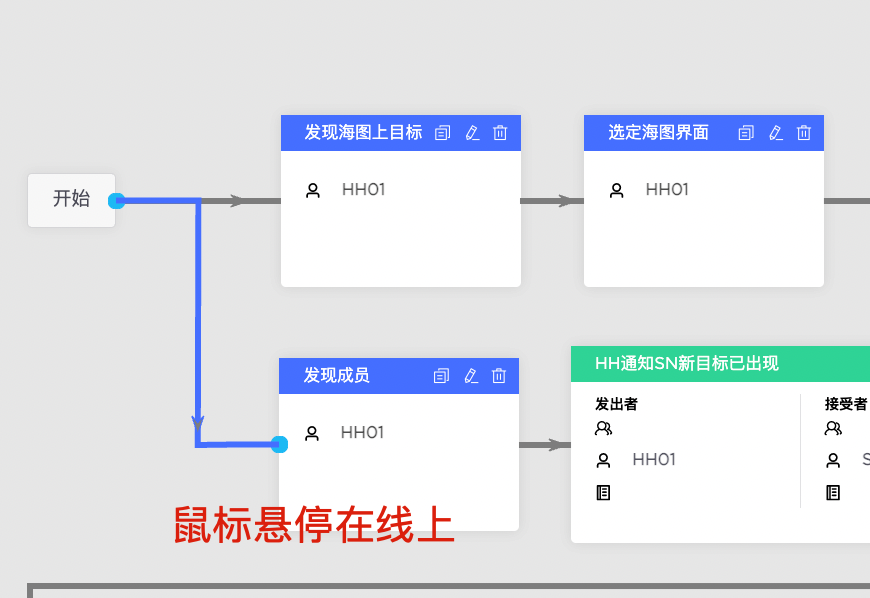 发现海图上目标
选定海图界面
开始
HH01
HH01
发现成员
HH通知SN新目标已出现
发出者
接受者
HH01
HH01
S
鼠标悬停在线上